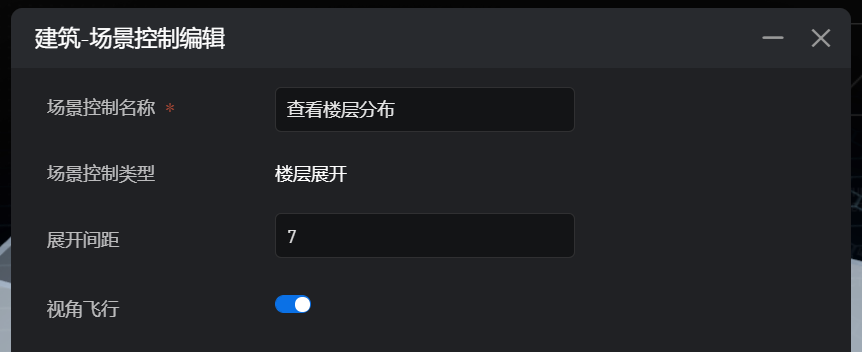 建筑-场景控制编辑
场景控制名称 * 查看楼层分布
场景控制类型 楼层展开
展开间距 7
视角飞行